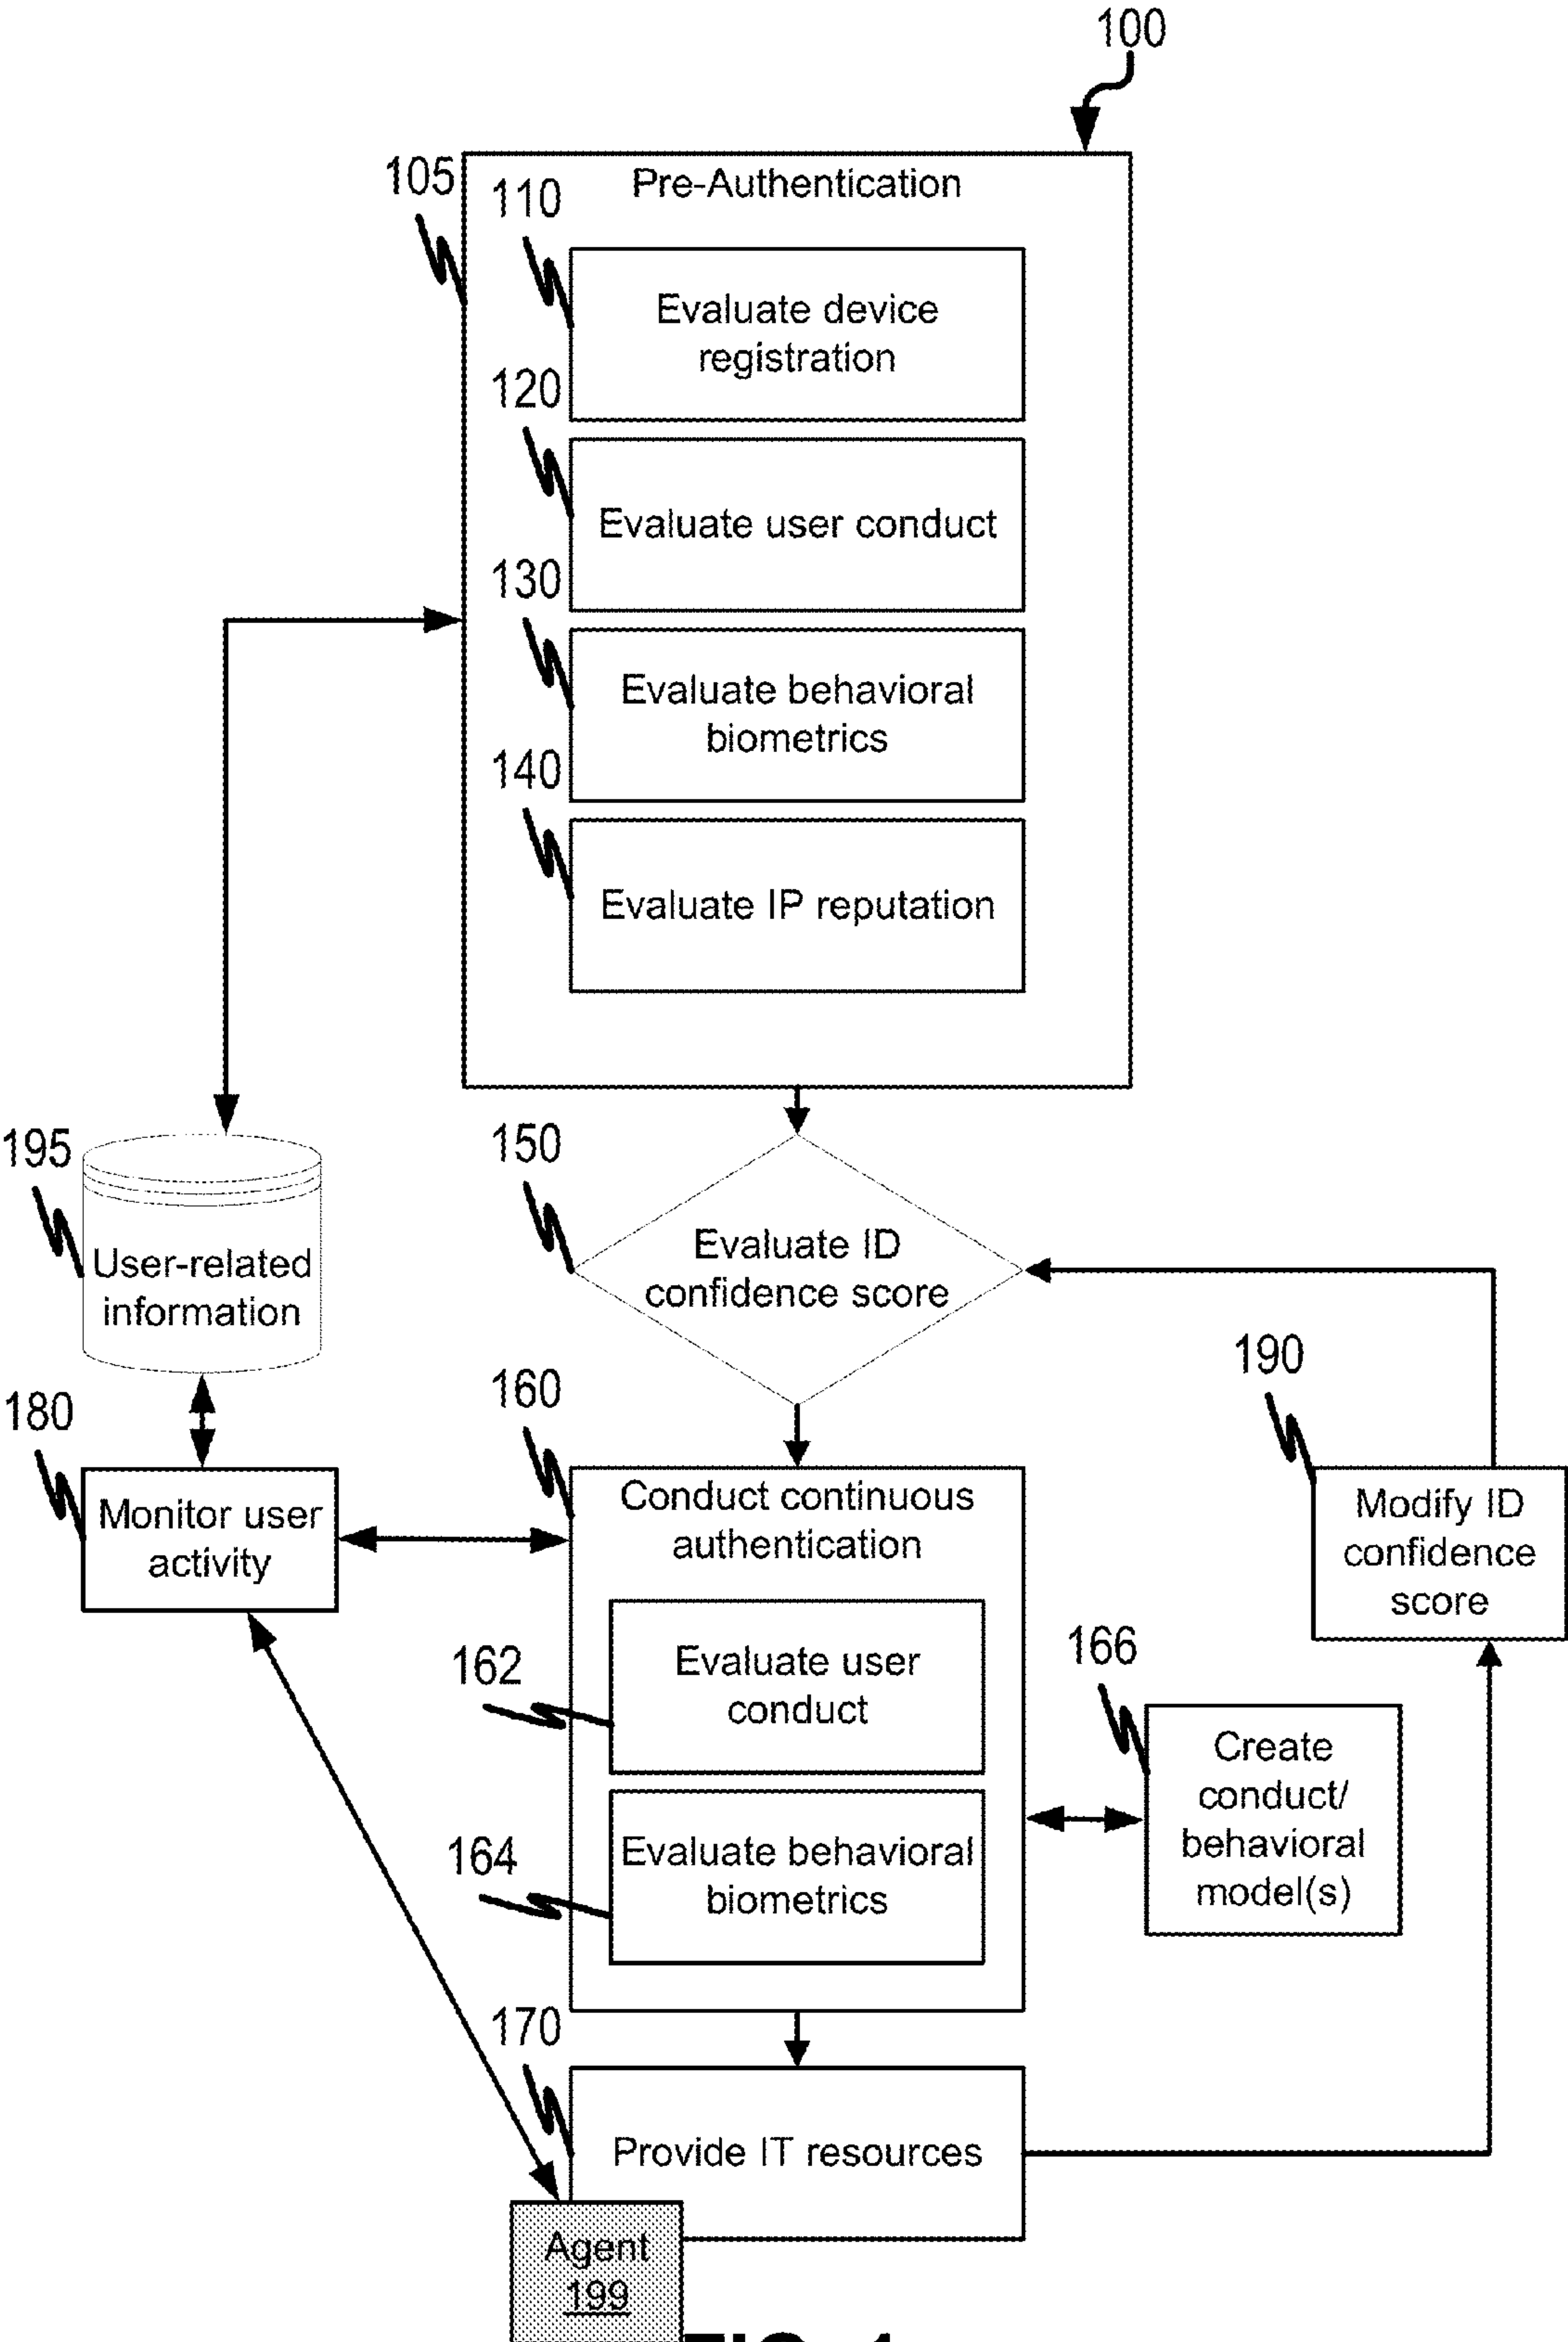 100
105
Pre-Authentication
110
Evaluate device
registration
120
Evaluate user conduct
130
Evaluate behavioral
biometrics
140
Evaluate IP reputation
195
User-related
information
150
Evaluate ID
confidence score
190
Modify ID
confidence
score
180
Monitor user
activity
160
Conduct continuous
authentication
162
Evaluate user
conduct
164
Evaluate behavioral
biometrics
166
Create
conduct/
behavioral
model(s)
170
Provide IT resources
Agent
199